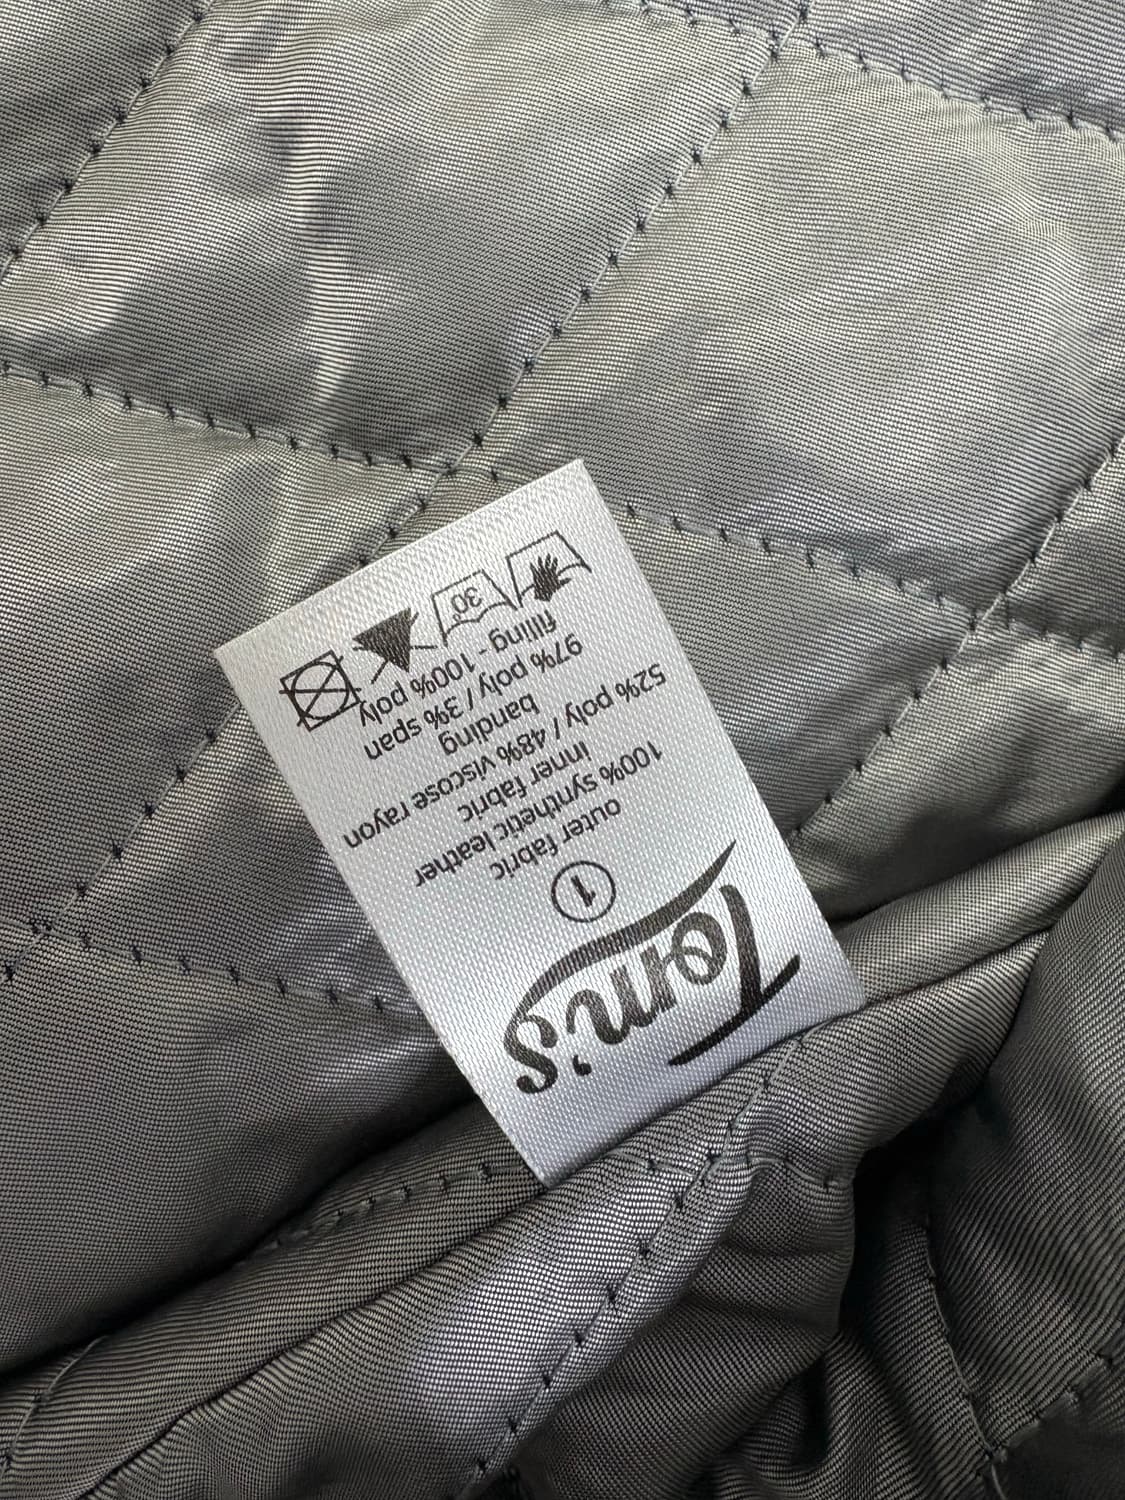 Tom's
1
outer fabric
100% synthetic leather
inner fabric
52% poly / 48% viscose rayon
banding
97% poly / 3% span
filling - 100% poly
30°